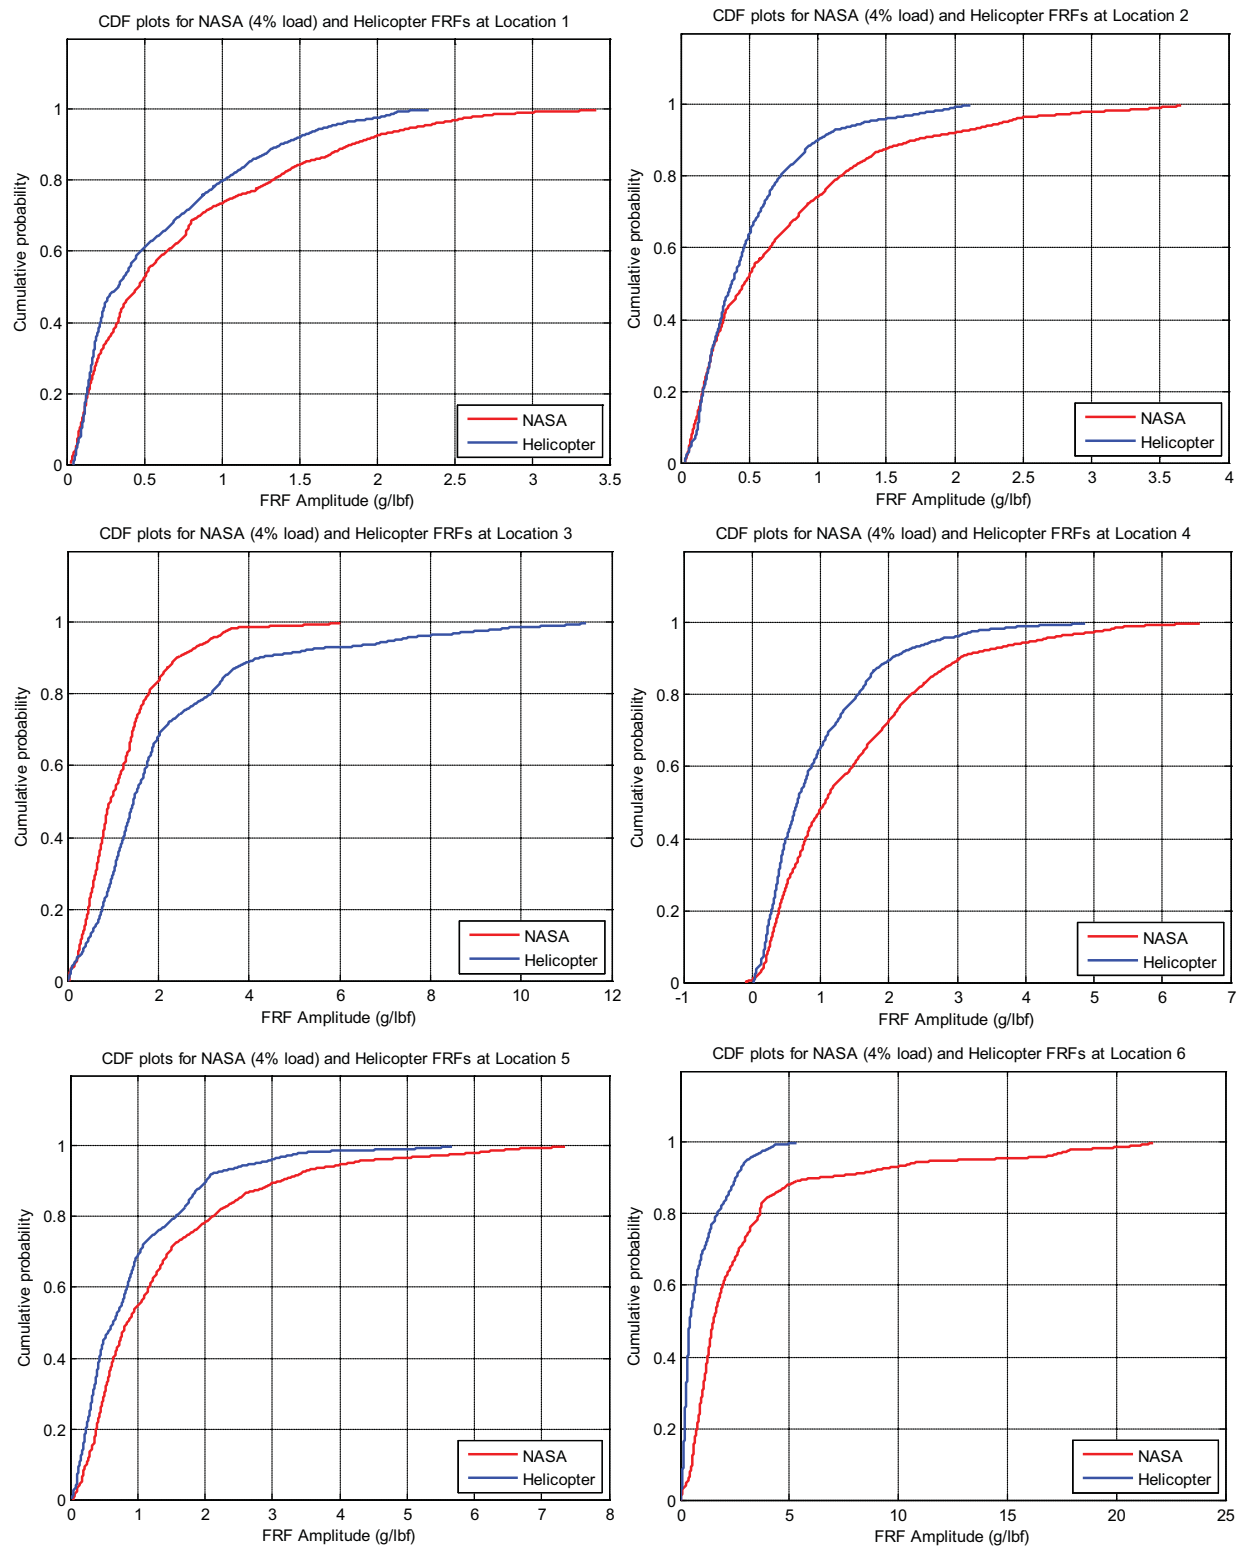 CDF plots for NASA (4% load) and Helicopter FRFs at Location 1
Cumulative probability
1
0.8
0.6
0.4
0.2
0
0 0.5 1 1.5 2 2.5 3 3.5
FRF Amplitude (g/lbf)
NASA
Helicopter
CDF plots for NASA (4% load) and Helicopter FRFs at Location 2
Cumulative probability
1
0.8
0.6
0.4
0.2
0
0 0.5 1 1.5 2 2.5 3 3.5 4
FRF Amplitude (g/lbf)
NASA
Helicopter
CDF plots for NASA (4% load) and Helicopter FRFs at Location 3
Cumulative probability
1
0.8
0.6
0.4
0.2
0
0 2 4 6 8 10 12
FRF Amplitude (g/lbf)
NASA
Helicopter
CDF plots for NASA (4% load) and Helicopter FRFs at Location 4
Cumulative probability
1
0.8
0.6
0.4
0.2
0
-1 0 1 2 3 4 5 6 7
FRF Amplitude (g/lbf)
NASA
Helicopter
CDF plots for NASA (4% load) and Helicopter FRFs at Location 5
Cumulative probability
1
0.8
0.6
0.4
0.2
0
0 1 2 3 4 5 6 7 8
FRF Amplitude (g/lbf)
NASA
Helicopter
CDF plots for NASA (4% load) and Helicopter FRFs at Location 6
Cumulative probability
1
0.8
0.6
0.4
0.2
0
0 5 10 15 20 25
FRF Amplitude (g/lbf)
NASA
Helicopter